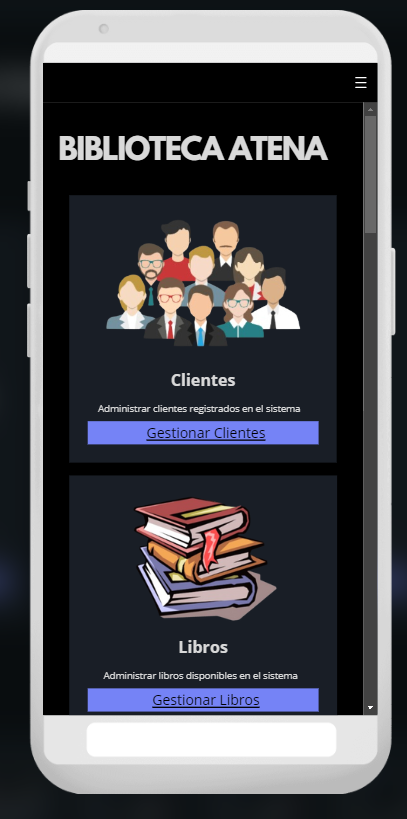 BIBLIOTECA ATENA
Clientes
Administrar clientes registrados en el sistema
Gestionar Clientes
Libros
Administrar libros disponibles en el sistema
Gestionar Libros